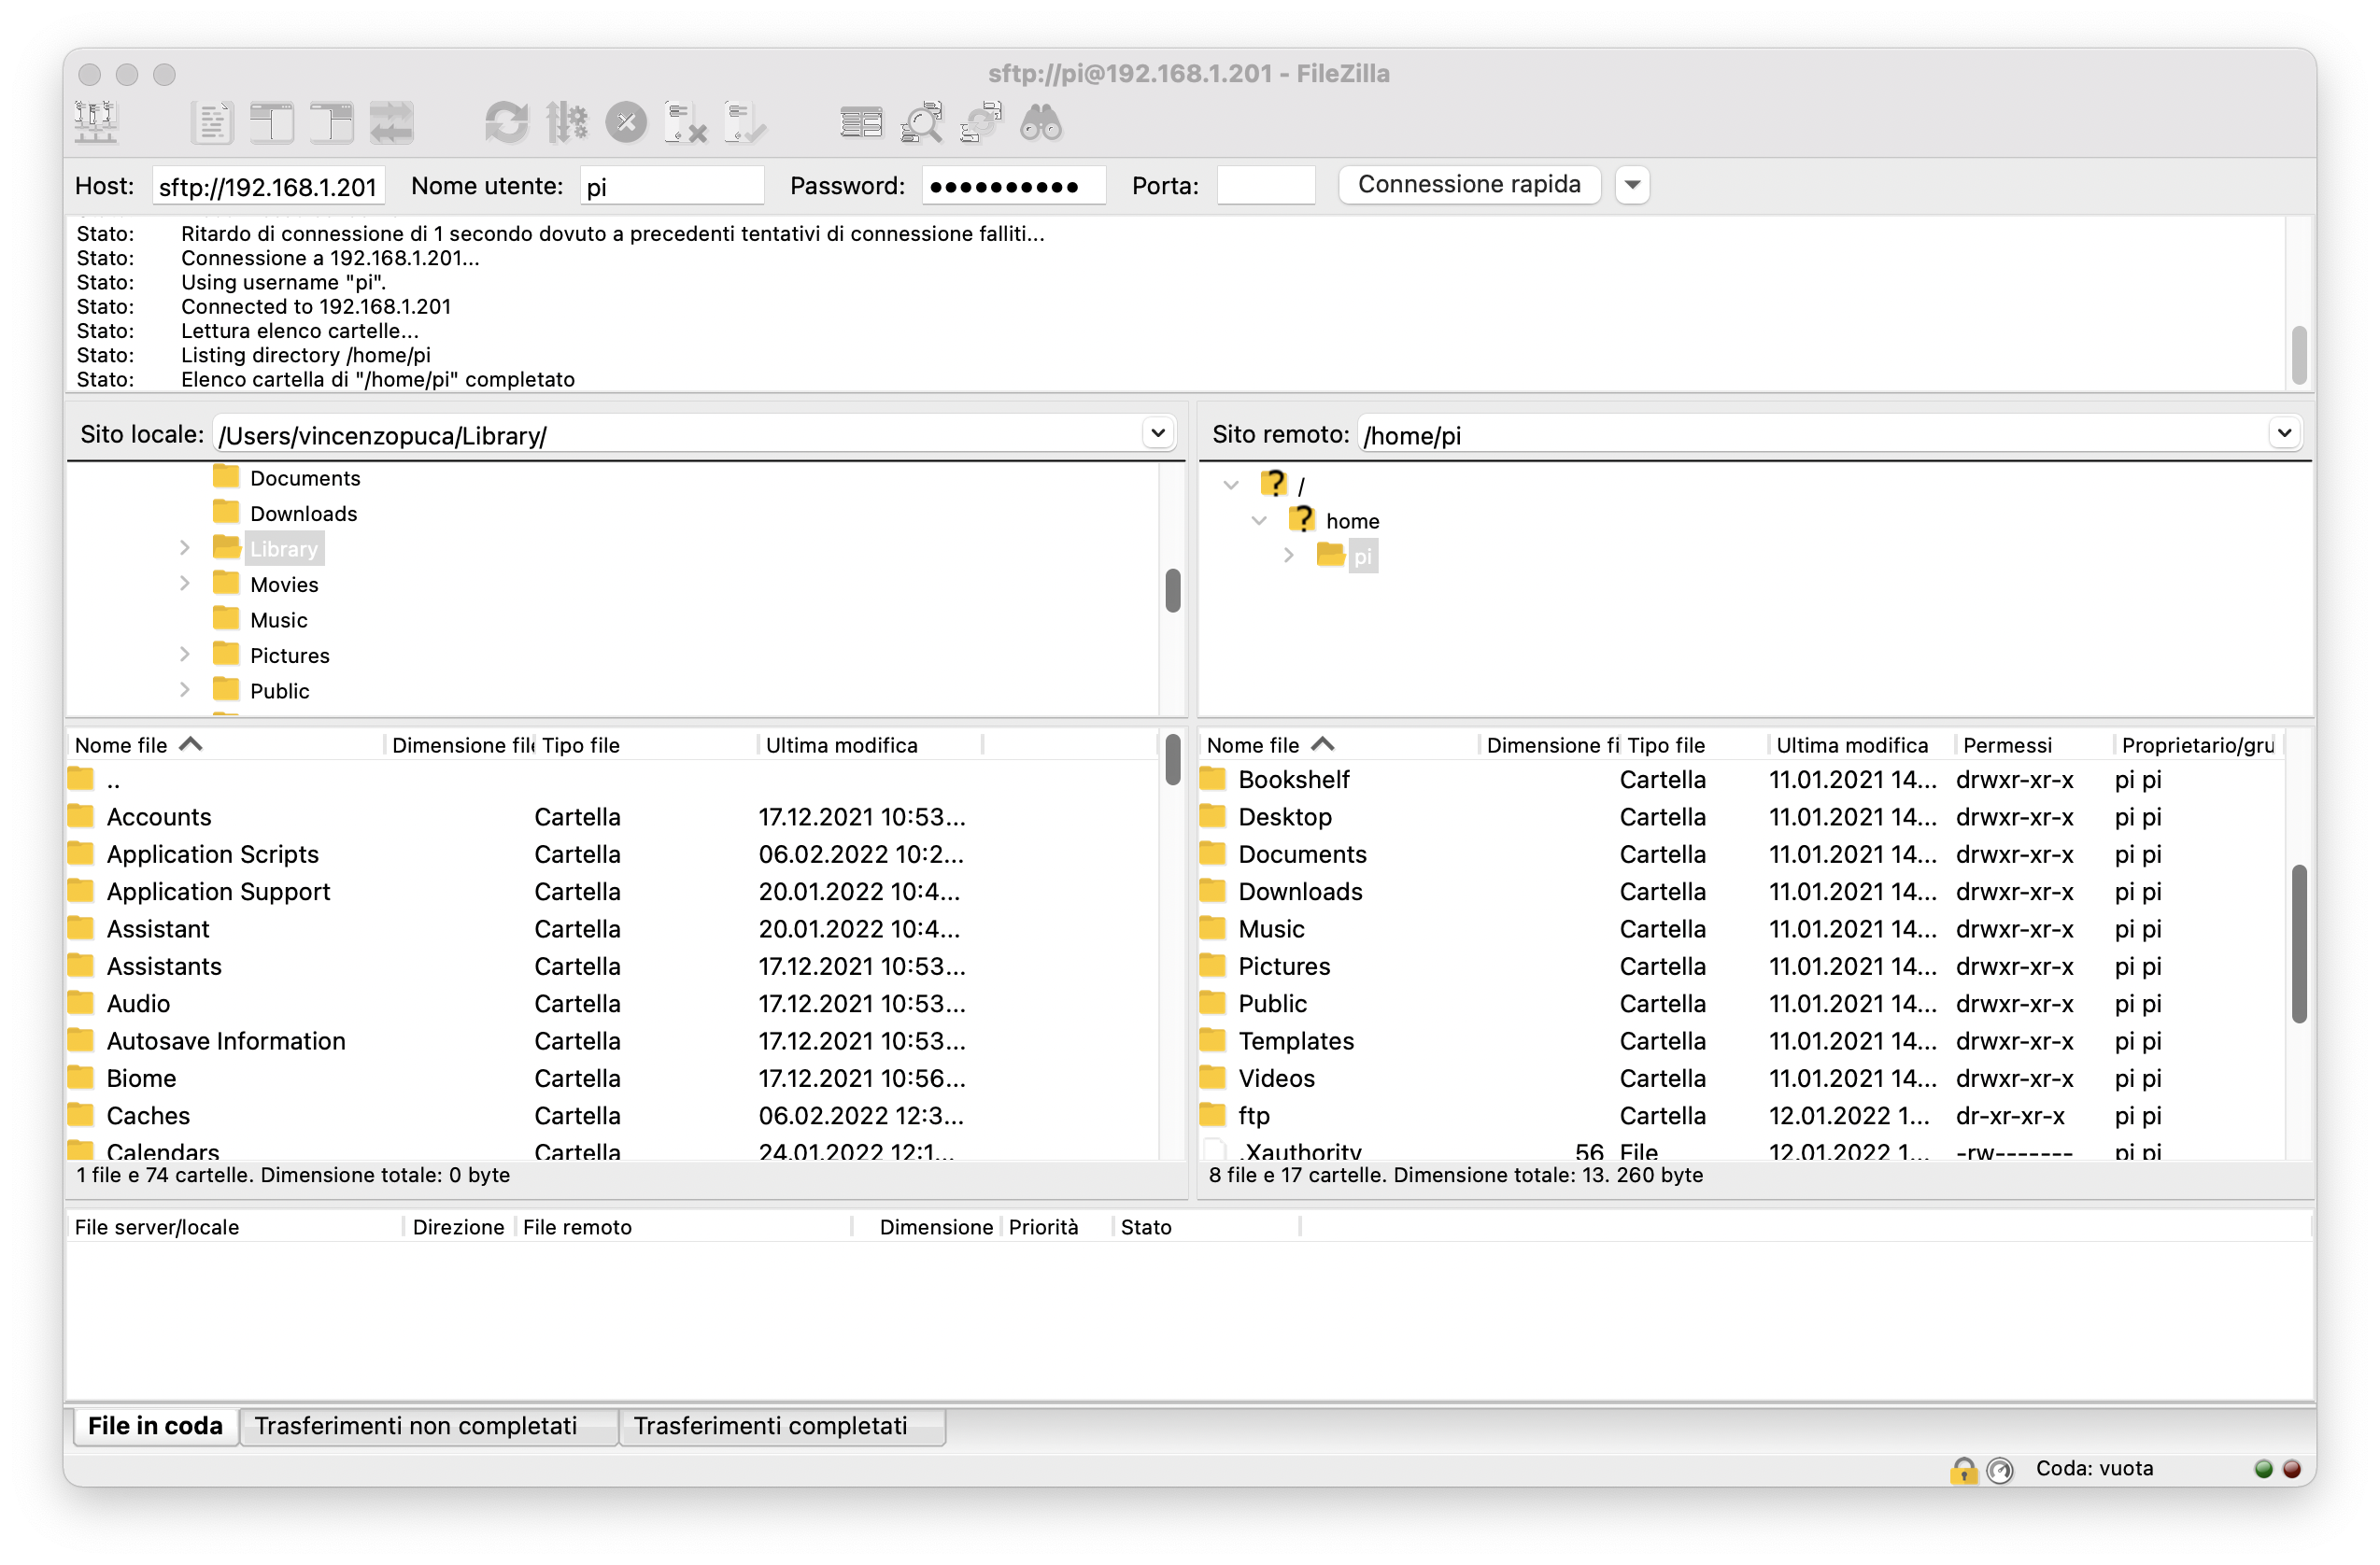 sftp://pi@192.168.1.201 - FileZilla
Host: sftp://192.168.1.201 Nome utente: pi Password: •••••••••• Porta: Connessione rapida
Stato: Ritardo di connessione di 1 secondo dovuto a precedenti tentativi di connessione falliti...
Stato: Connessione a 192.168.1.201...
Stato: Using username "pi".
Stato: Connected to 192.168.1.201
Stato: Lettura elenco cartelle...
Stato: Listing directory /home/pi
Stato: Elenco cartella di "/home/pi" completato
Sito locale: /Users/vincenzopuca/Library/
Documents
Downloads
Library
Movies
Music
Pictures
Public
Sito remoto: /home/pi
/
home
pi
Nome file Dimensione file Tipo file Ultima modifica
..
Accounts Cartella 17.12.2021 10:53...
Application Scripts Cartella 06.02.2022 10:2...
Application Support Cartella 20.01.2022 10:4...
Assistant Cartella 20.01.2022 10:4...
Assistants Cartella 17.12.2021 10:53...
Audio Cartella 17.12.2021 10:53...
Autosave Information Cartella 17.12.2021 10:53...
Biome Cartella 17.12.2021 10:56...
Caches Cartella 06.02.2022 12:3...
Calendars Cartella 24.01.2022 12:1...
1 file e 74 cartelle. Dimensione totale: 0 byte
Nome file Dimensione fi Tipo file Ultima modifica Permessi Proprietario/gru
Bookshelf Cartella 11.01.2021 14... drwxr-xr-x pi pi
Desktop Cartella 11.01.2021 14... drwxr-xr-x pi pi
Documents Cartella 11.01.2021 14... drwxr-xr-x pi pi
Downloads Cartella 11.01.2021 14... drwxr-xr-x pi pi
Music Cartella 11.01.2021 14... drwxr-xr-x pi pi
Pictures Cartella 11.01.2021 14... drwxr-xr-x pi pi
Public Cartella 11.01.2021 14... drwxr-xr-x pi pi
Templates Cartella 11.01.2021 14... drwxr-xr-x pi pi
Videos Cartella 11.01.2021 14... drwxr-xr-x pi pi
ftp Cartella 12.01.2022 1... dr-xr-xr-x pi pi
.Xauthority 56 File 12.01.2022 1... -rw------- pi pi
8 file e 17 cartelle. Dimensione totale: 13. 260 byte
File server/locale Direzione File remoto Dimensione Priorità Stato
File in coda Trasferimenti non completati Trasferimenti completati
Coda: vuota